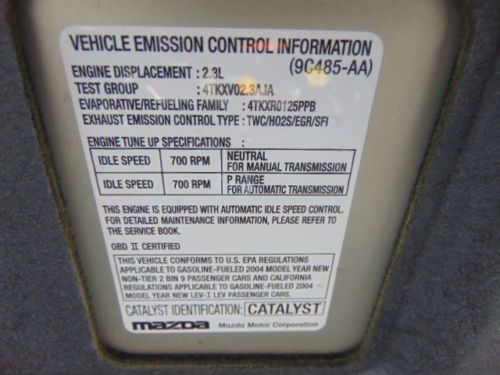 VEHICLE EMISSION CONTROL INFORMATION
(9C485-AA)
ENGINE DISPLACEMENT : 2.3L
TEST GROUP : 4TKXV02.3AJA
EVAPORATIVE/REFUELING FAMILY : 4TKXR0125PPB
EXHAUST EMISSION CONTROL TYPE : TWC/HO2S/EGR/SFI
ENGINE TUNE UP SPECIFICATIONS :
IDLE SPEED 700 RPM NEUTRAL FOR MANUAL TRANSMISSION
IDLE SPEED 700 RPM P RANGE FOR AUTOMATIC TRANSMISSION
THIS ENGINE IS EQUIPPED WITH AUTOMATIC IDLE SPEED CONTROL.
FOR DETAILED MAINTENANCE INFORMATION, PLEASE REFER TO
THE SERVICE BOOK.
OBD II CERTIFIED
THIS VEHICLE CONFORMS TO U.S. EPA REGULATIONS
APPLICABLE TO GASOLINE-FUELED 2004 MODEL YEAR NEW
NON-TIER 2 BIN 9 PASSENGER CARS AND CALIFORNIA
REGULATIONS APPLICABLE TO GASOLINE-FUELED 2004
MODEL YEAR NEW LEV-I LEV PASSENGER CARS.
CATALYST IDENTIFICATION: CATALYST
mazda Mazda Motor Corporation